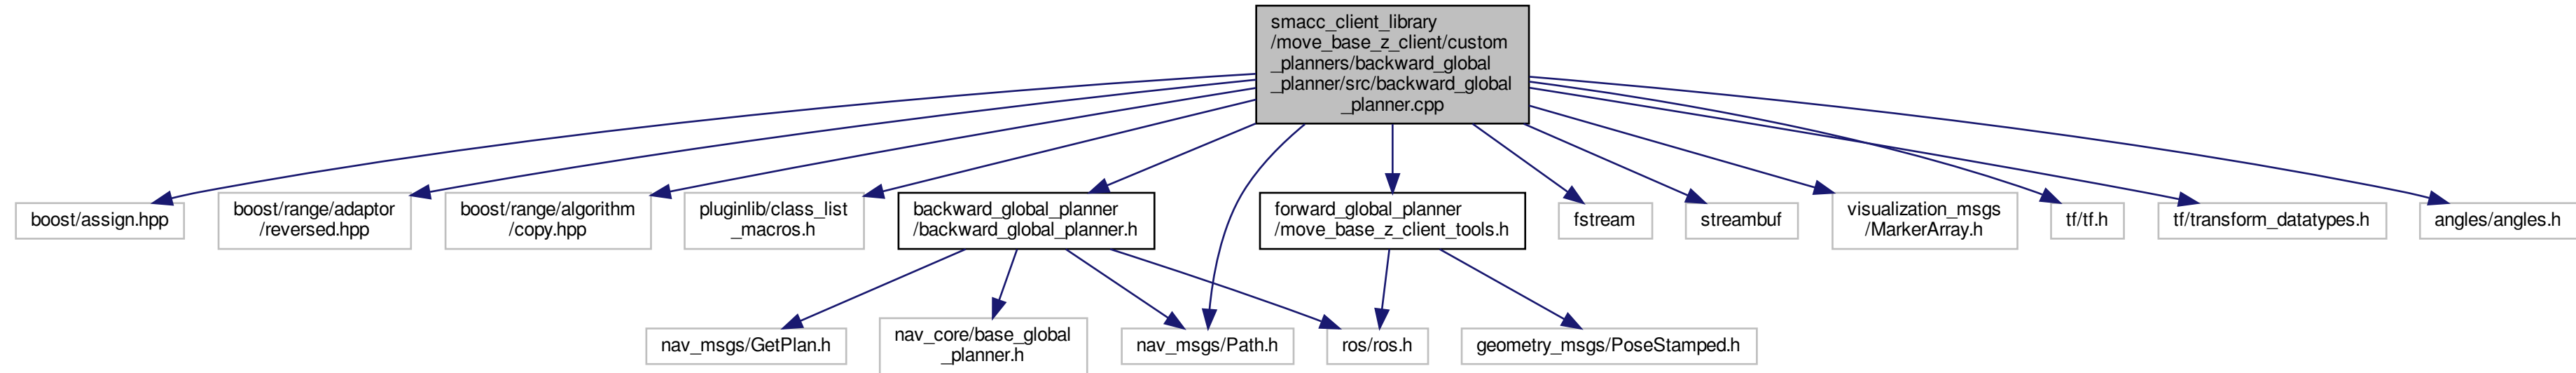 smacc_client_library
/move_base_z_client/custom
_planners/backward_global
_planner/src/backward_global
_planner.cpp
boost/assign.hpp
boost/range/adaptor
/reversed.hpp
boost/range/algorithm
/copy.hpp
pluginlib/class_list
_macros.h
backward_global_planner
/backward_global_planner.h
forward_global_planner
/move_base_z_client_tools.h
fstream
streambuf
visualization_msgs
/MarkerArray.h
tf/tf.h
tf/transform_datatypes.h
angles/angles.h
nav_msgs/GetPlan.h
nav_core/base_global
_planner.h
nav_msgs/Path.h
ros/ros.h
geometry_msgs/PoseStamped.h